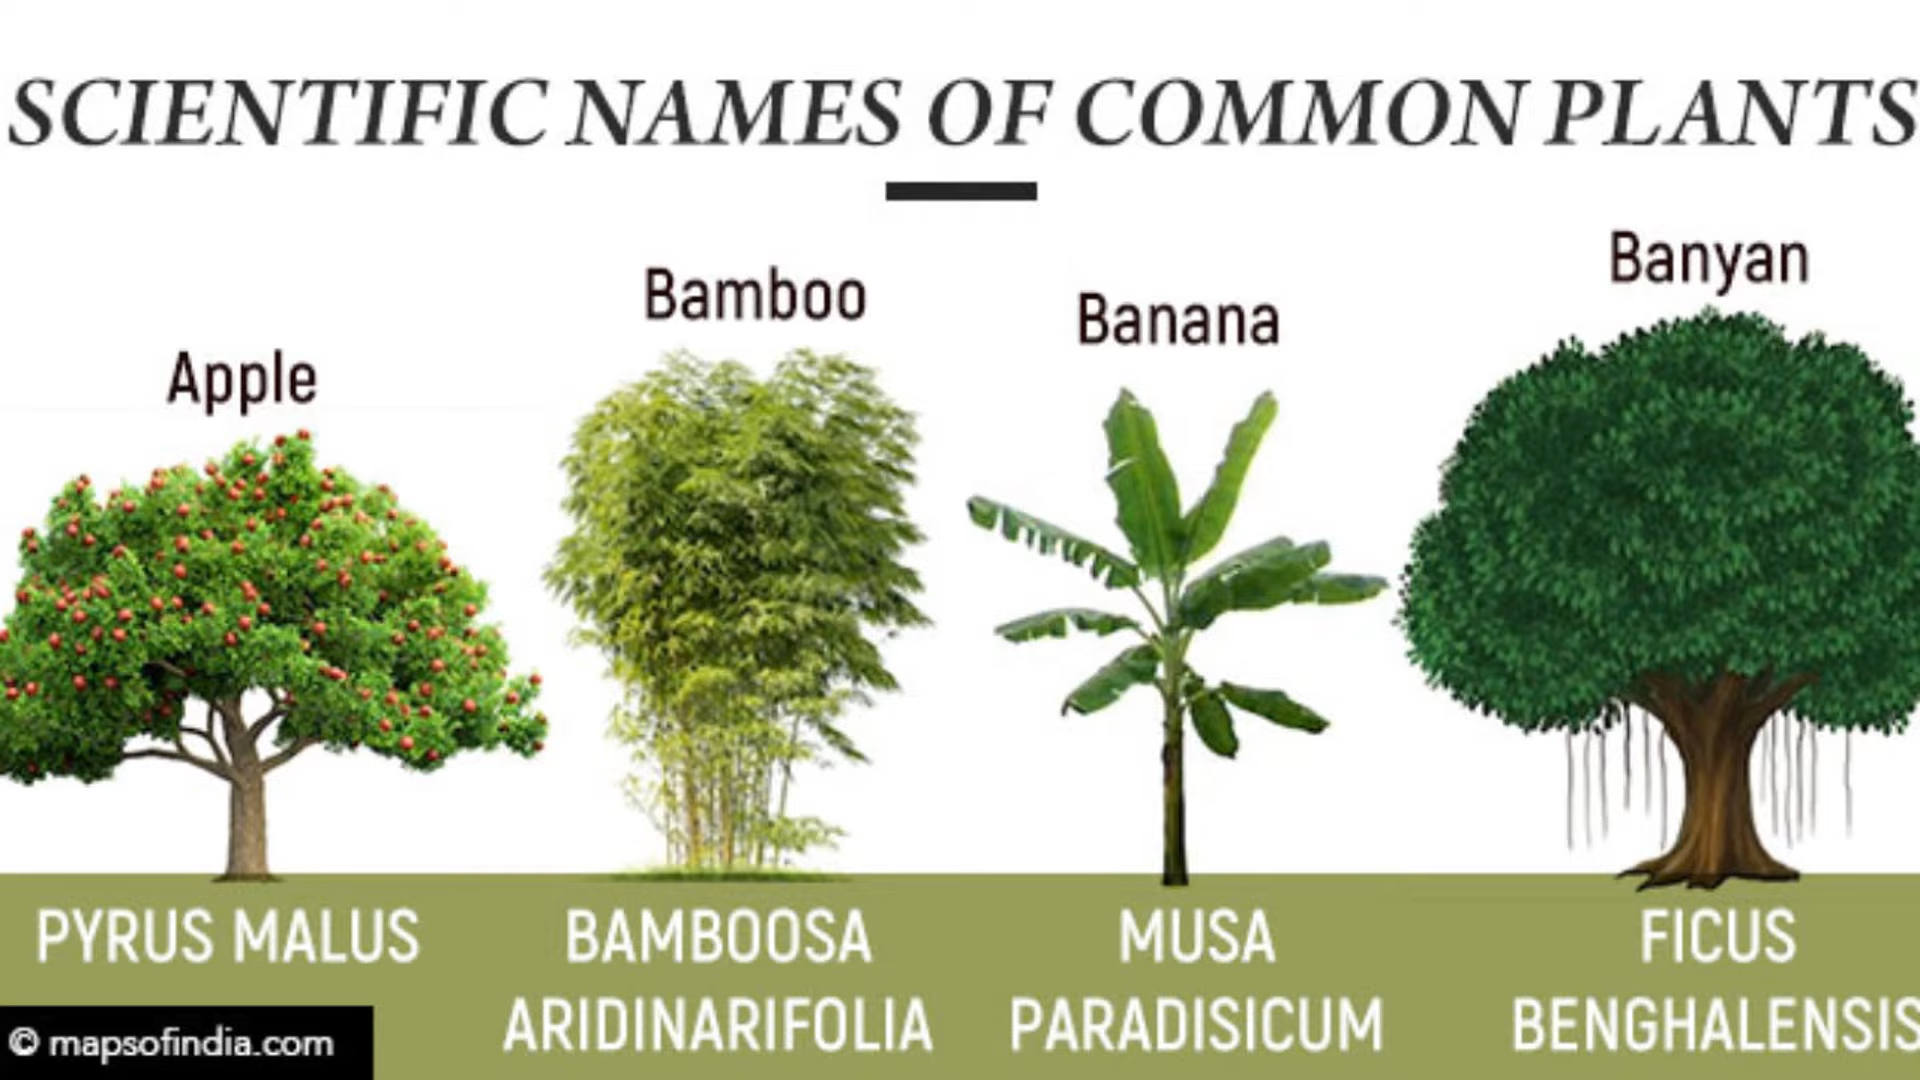 SCIENTIFIC NAMES OF COMMON PLANTS
Apple
Bamboo
Banana
Banyan
PYRUS MALUS
BAMBOOSA
ARIDINARIFOLIA
MUSA
PARADISICUM
FICUS
BENGHALENSIS
© mapsofindia.com